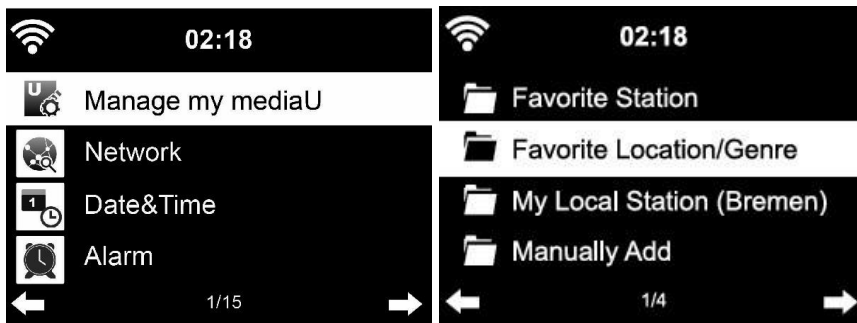 02:18
U
Manage my mediaU
Network
1
Date&Time
Alarm
1/15
02:18
Favorite Station
Favorite Location/Genre
My Local Station (Bremen)
Manually Add
1/4